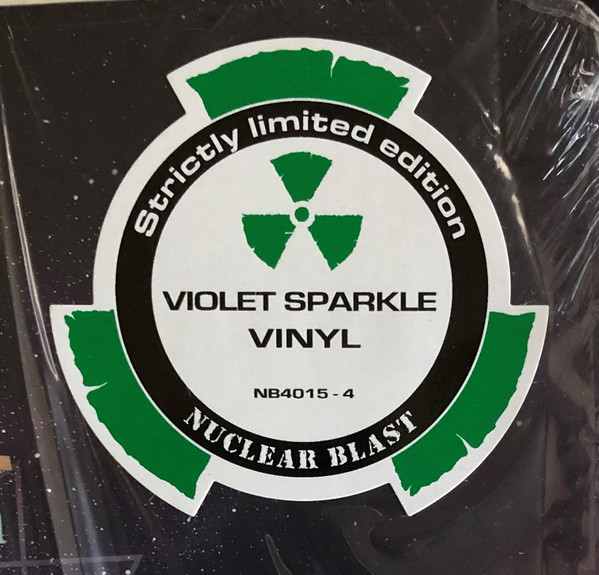 Strictly limited edition
VIOLET SPARKLE
VINYL
NB4015 - 4
NUCLEAR BLAST